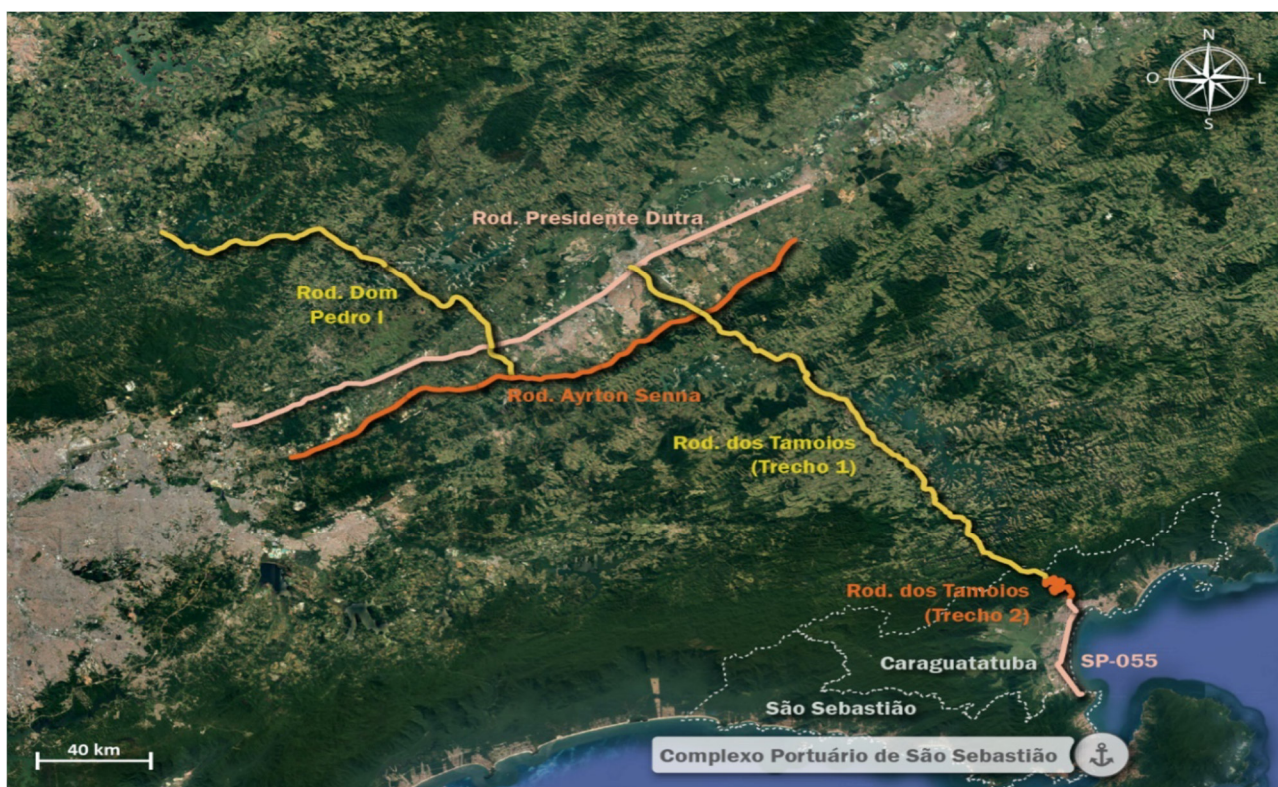 N
O
L
S
Rod. Presidente Dutra
Rod. Dom
Pedro I
Rod. Ayrton Senna
Rod. dos Tamoios
(Trecho 1)
Rod. dos Tamoios
(Trecho 2)
Caraguatatuba
SP-055
São Sebastião
40 km
Complexo Portuário de São Sebastião